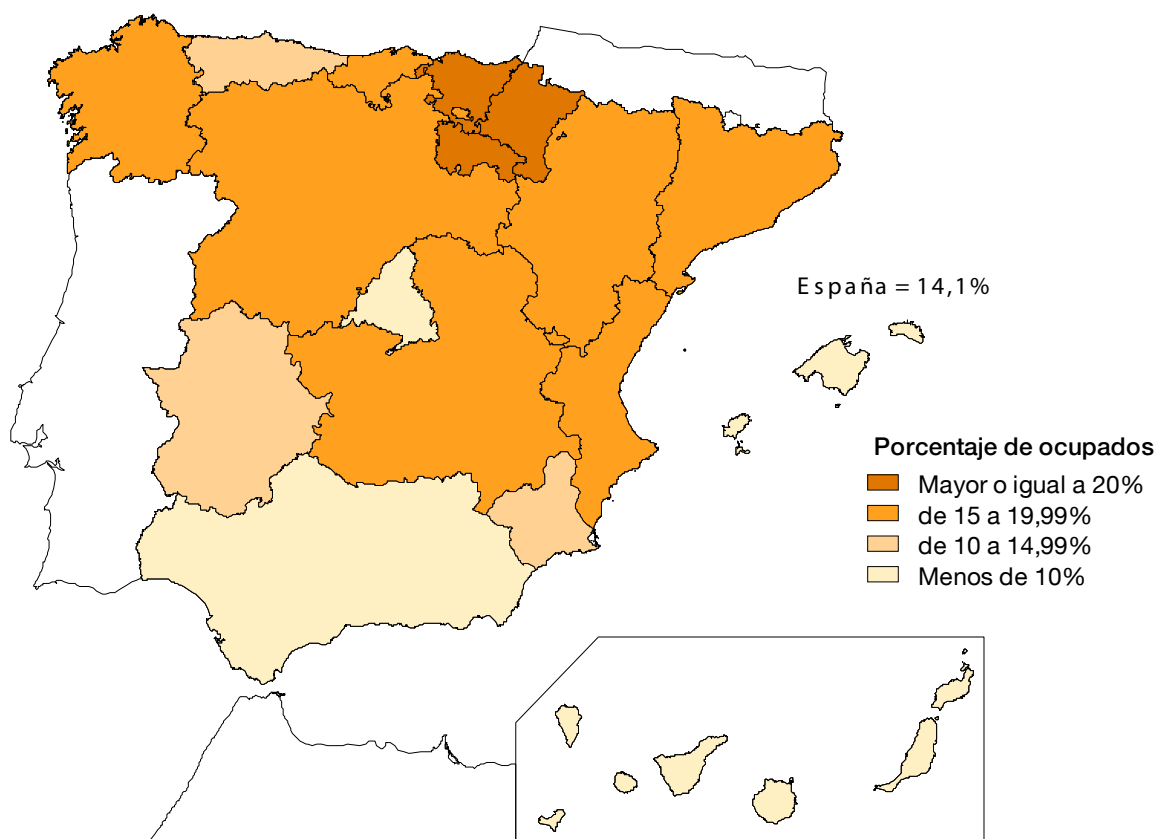 España = 14,1%
Porcentaje de ocupados
Mayor o igual a 20%
de 15 a 19,99%
de 10 a 14,99%
Menos de 10%